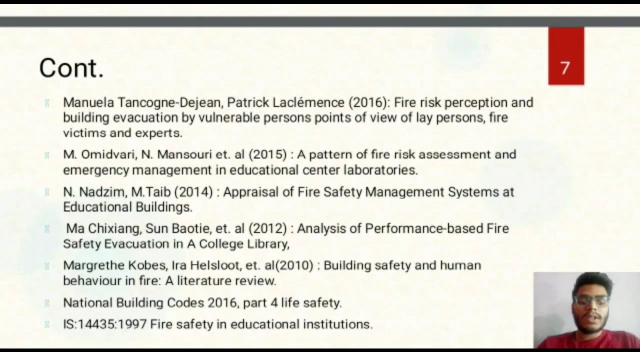 Cont.
7
Manuela Tancogne-Dejean, Patrick Laclémence (2016): Fire risk perception and
building evacuation by vulnerable persons points of view of lay persons, fire
victims and experts.
M. Omidvari, N. Mansouri et. al (2015) : A pattern of fire risk assessment and
emergency management in educational center laboratories.
N. Nadzim, M.Taib (2014) : Appraisal of Fire Safety Management Systems at
Educational Buildings.
Ma Chixiang, Sun Baotie, et. al (2012) : Analysis of Performance-based Fire
Safety Evacuation in A College Library,
Margrethe Kobes, Ira Helsloot, et. al(2010) : Building safety and human
behaviour in fire: A literature review.
National Building Codes 2016, part 4 life safety.
IS:14435:1997 Fire safety in educational institutions.